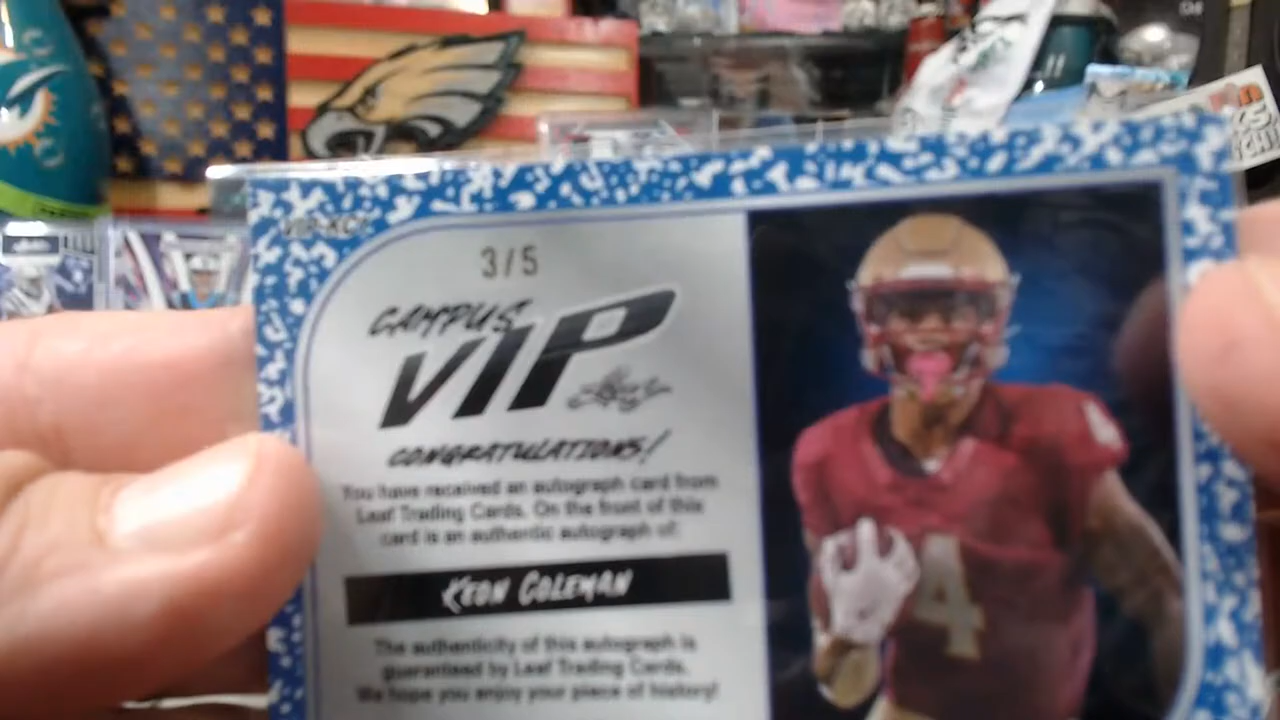 VIP-KC1
3/5
CAMPUS
VIP
CONGRATULATIONS!
You have received an autograph card from
Leaf Trading Cards. On the front of this
card is an authentic autograph of:
KEON COLEMAN
The authenticity of this autograph is
guaranteed by Leaf Trading Cards.
We hope you enjoy your piece of history!
4